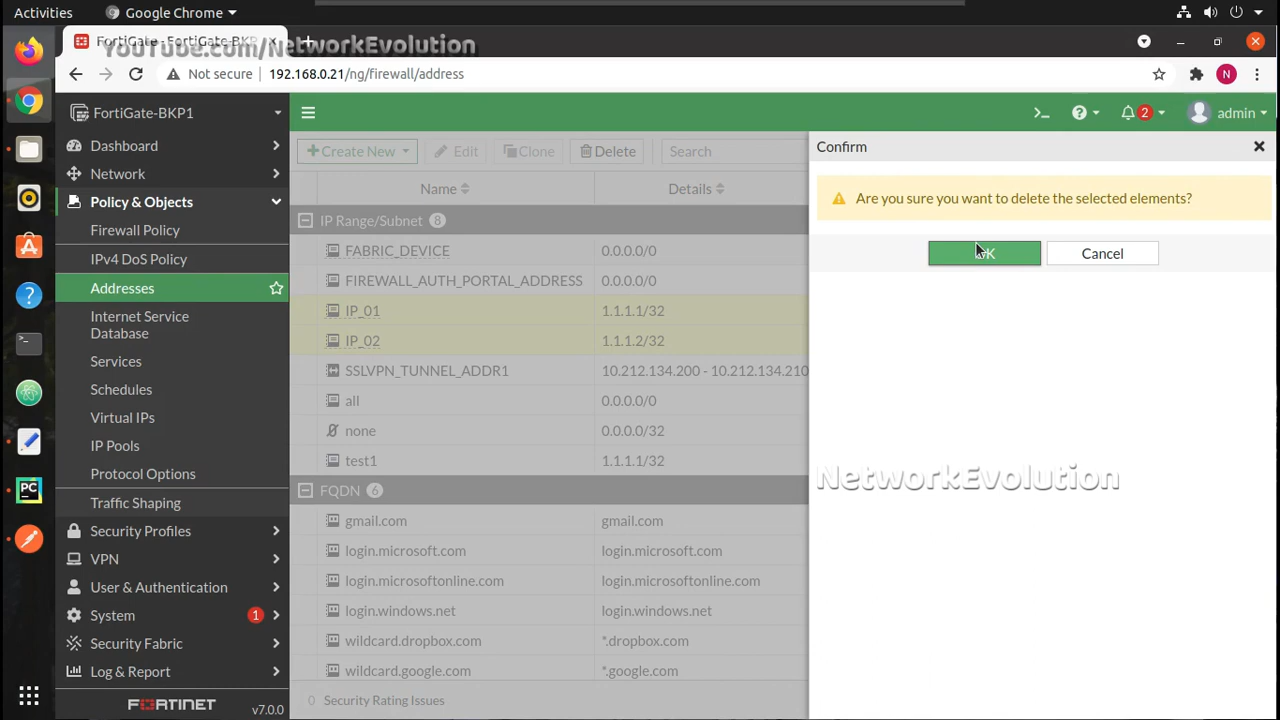 Activities
Google Chrome
FortiGate - FortiGate-BKP
YouTube.com/NetworkEvolution
Not secure
192.168.0.21/ng/firewall/address
N
FortiGate-BKP1
2
admin
Dashboard
Network
Policy & Objects
Firewall Policy
IPv4 DoS Policy
Addresses
Internet Service
Database
Services
Schedules
Virtual IPs
IP Pools
Protocol Options
Traffic Shaping
Security Profiles
VPN
User & Authentication
System 1
Security Fabric
Log & Report
FORTINET v7.0.0
+ Create New
Edit
Clone
Delete
Search
Name
Details
IP Range/Subnet 8
FABRIC_DEVICE 0.0.0.0/0
FIREWALL_AUTH_PORTAL_ADDRESS 0.0.0.0/0
IP_01 1.1.1.1/32
IP_02 1.1.1.2/32
SSLVPN_TUNNEL_ADDR1 10.212.134.200 - 10.212.134.210
all 0.0.0.0/0
none 0.0.0.0/32
test1 1.1.1.1/32
FQDN 6
gmail.com gmail.com
login.microsoft.com login.microsoft.com
login.microsoftonline.com login.microsoftonline.com
login.windows.net login.windows.net
wildcard.dropbox.com *.dropbox.com
wildcard.google.com *.google.com
0 Security Rating Issues
Confirm
Are you sure you want to delete the selected elements?
OK
Cancel
NetworkEvolution
PC